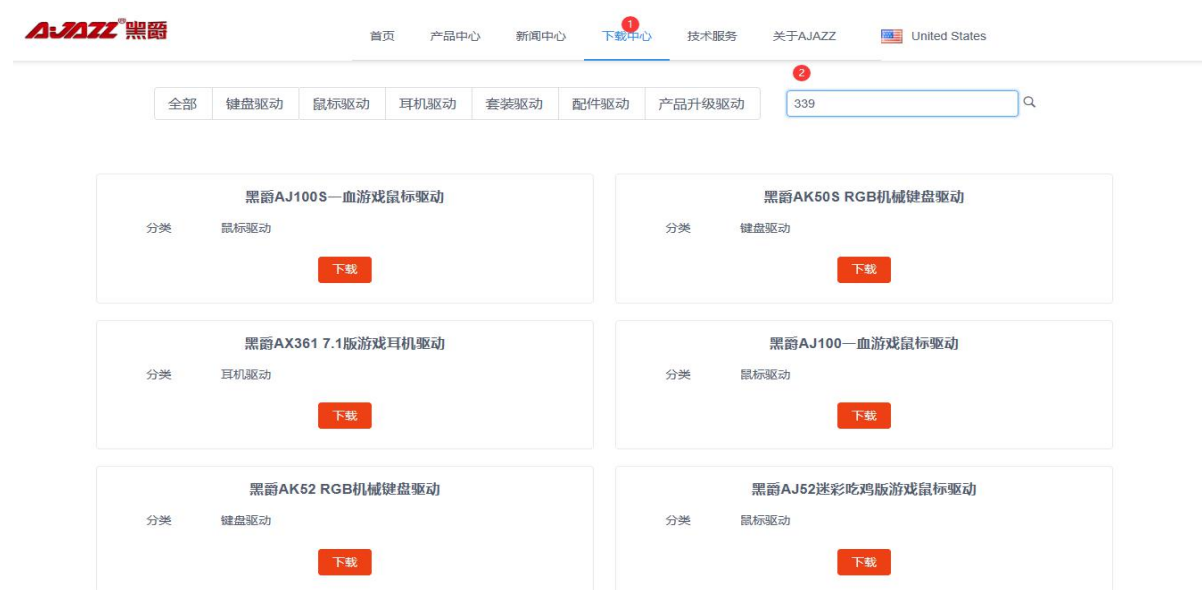 AJAZZ®黑爵
首页 产品中心 新闻中心 下载中心 技术服务 关于AJAZZ United States
1
2
全部 键盘驱动 鼠标驱动 耳机驱动 套装驱动 配件驱动 产品升级驱动 339
黑爵AJ100S一血游戏鼠标驱动
分类 鼠标驱动
下载
黑爵AK50S RGB机械键盘驱动
分类 键盘驱动
下载
黑爵AX361 7.1版游戏耳机驱动
分类 耳机驱动
下载
黑爵AJ100一血游戏鼠标驱动
分类 鼠标驱动
下载
黑爵AK52 RGB机械键盘驱动
分类 键盘驱动
下载
黑爵AJ52迷彩吃鸡版游戏鼠标驱动
分类 鼠标驱动
下载